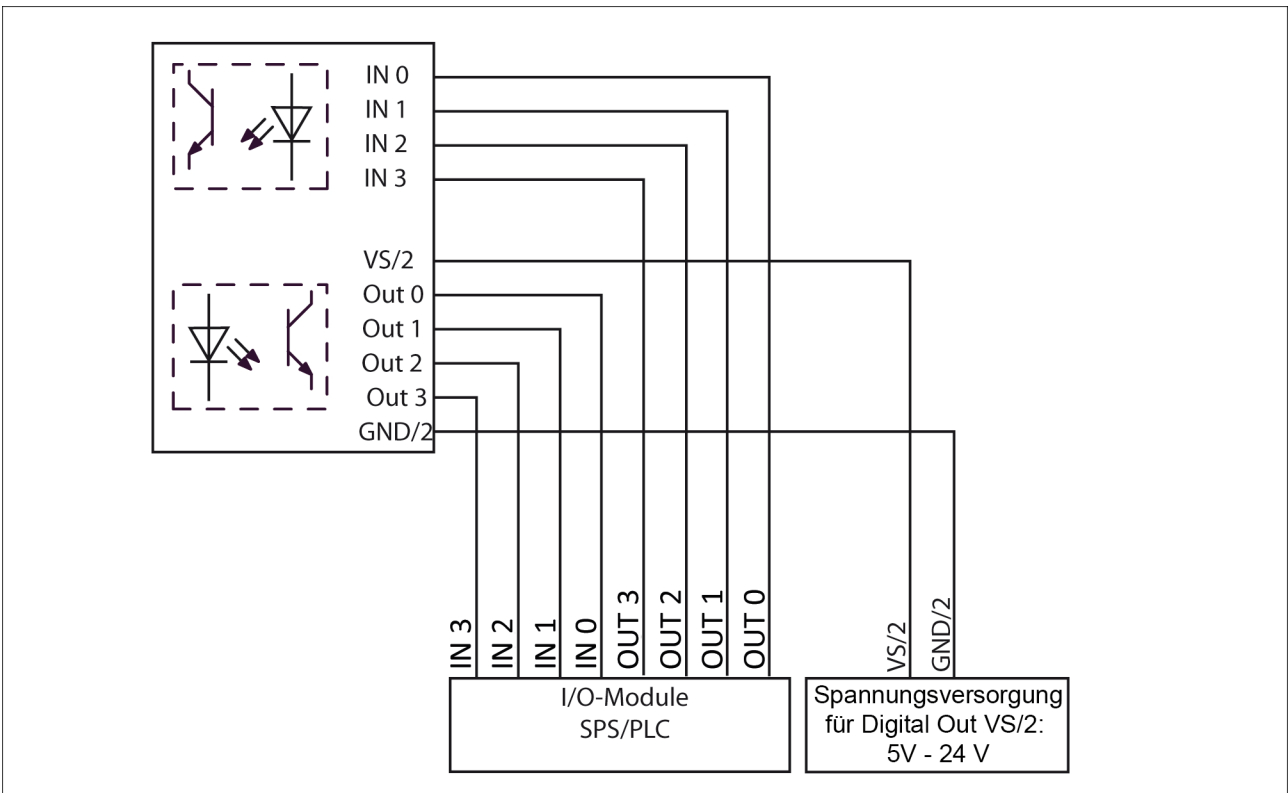 IN 0
IN 1
IN 2
IN 3
VS/2
Out 0
Out 1
Out 2
Out 3
GND/2
IN 3
IN 2
IN 1
IN 0
OUT 3
OUT 2
OUT 1
OUT 0
VS/2
GND/2
I/O-Module
SPS/PLC
Spannungsversorgung
für Digital Out VS/2:
5V - 24 V